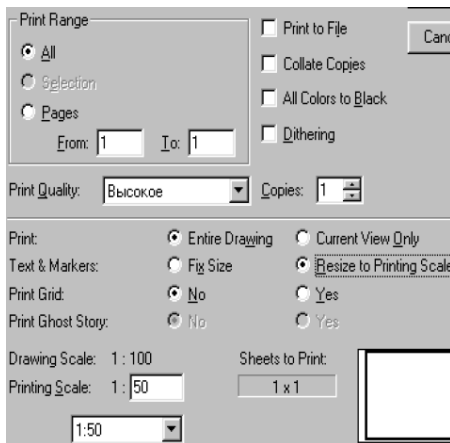 Print Range
All
Selection
Pages
From: 1 To: 1
Print to File
Collate Copies
All Colors to Black
Dithering
Print Quality: Высокое Copies: 1
Print: Entire Drawing Current View Only
Text & Markers: Fix Size Resize to Printing Scale
Print Grid: No Yes
Print Ghost Story: No Yes
Drawing Scale: 1 : 100 Sheets to Print:
Printing Scale: 1 : 50 1 x 1
1:50